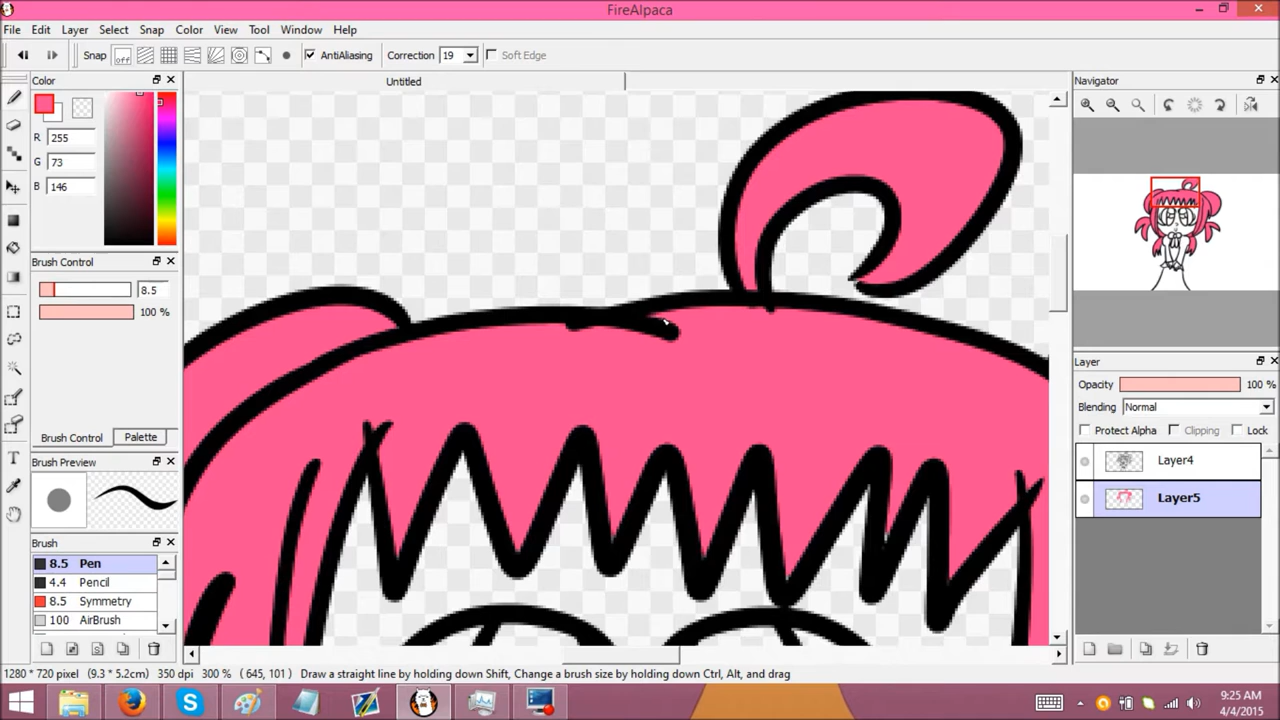 FireAlpaca
File Edit Layer Select Snap Color View Tool Window Help
Snap off AntiAliasing Correction 19 Soft Edge
Untitled
Color
R 255
G 73
B 146
Brush Control
8.5
100 %
Brush Control Palette
Brush Preview
Brush
8.5 Pen
4.4 Pencil
8.5 Symmetry
100 AirBrush
Navigator
Layer
Opacity 100 %
Blending Normal
Protect Alpha Clipping Lock
Layer4
Layer5
1280 * 720 pixel (9.3 * 5.2cm) 350 dpi 300 % (645, 101) Draw a straight line by holding down Shift, Change a brush size by holding down Ctrl, Alt, and drag
9:25 AM
4/4/2015